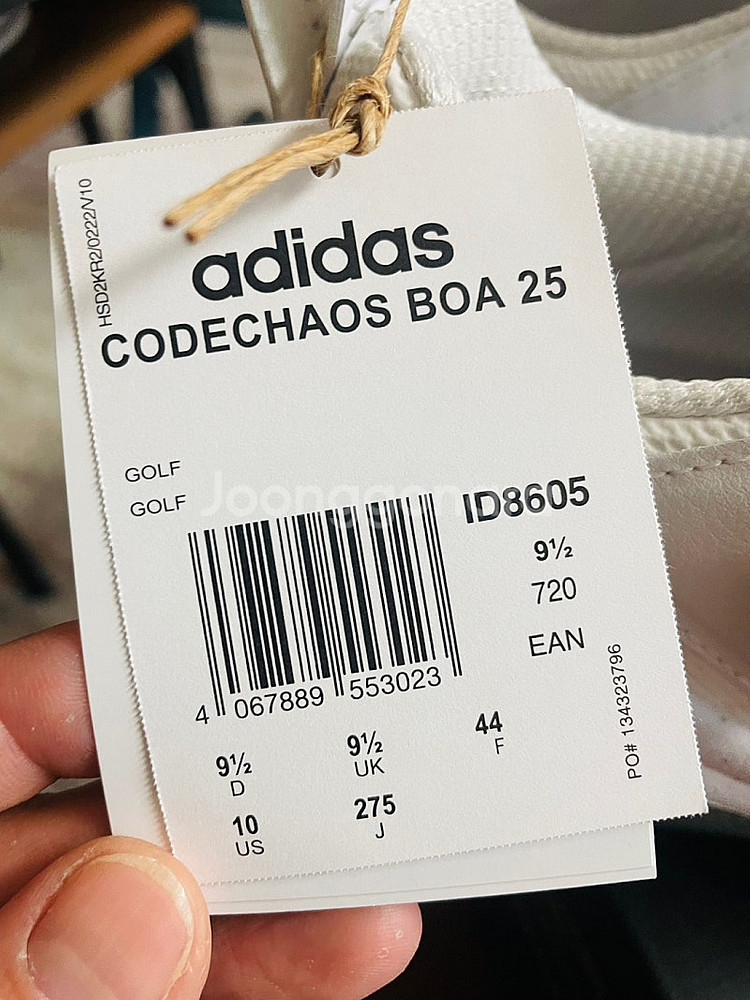 HSD2KR2/0222/V10
adidas
CODECHAOS BOA 25
GOLF
GOLF
ID8605
9½
720
EAN
4 067889 553023
PO# 134323796
9½ 9½ 44
D UK F
10 275
US J